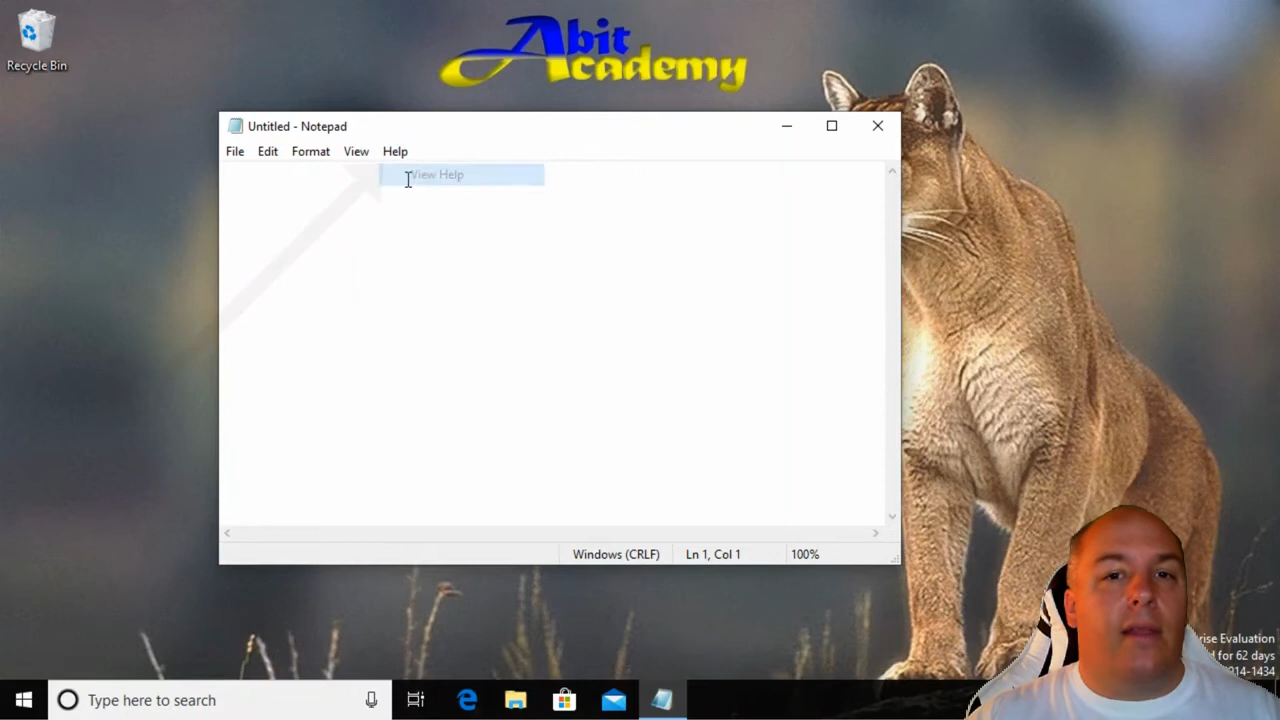 Abit
Academy
Recycle Bin
Untitled - Notepad
File Edit Format View Help
View Help
Windows (CRLF) Ln 1, Col 1 100%
rise Evaluation
d for 62 days
0914-1434
Type here to search